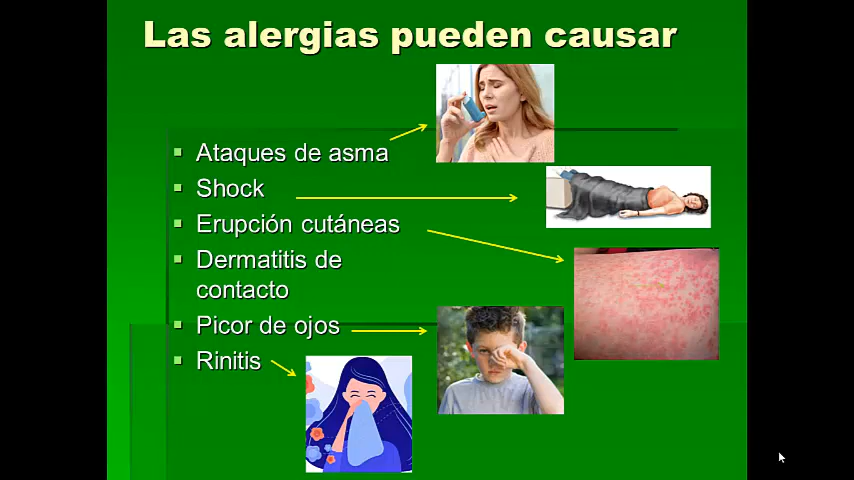 Las alergias pueden causar
Ataques de asma
Shock
Erupción cutáneas
Dermatitis de
contacto
Picor de ojos
Rinitis